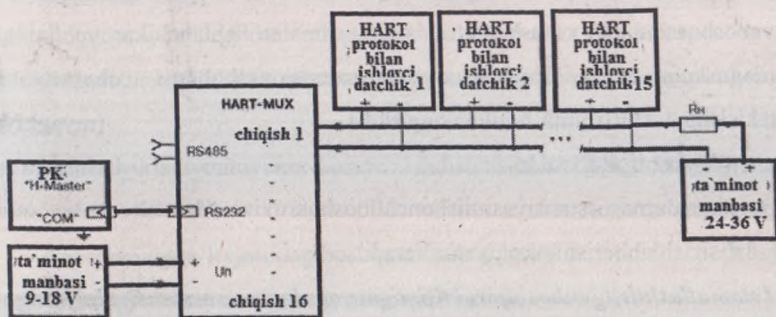 HART
protokol
bilan
ishlovci
datchik 1
HART
protokol
bilan
ishlovci
datchik 2
HART
protokol
bilan
ishlovci
datchik 15
+ -
+ -
+ -
HART-MUX
chiqish 1
RS485
RS232
+
Un
-
chiqish 16
PK
"H-Master"
"COM"
ta'minot +
manbasi
9-18 V -
Rн
+ -
ta'minot
manbasi
24-36 V